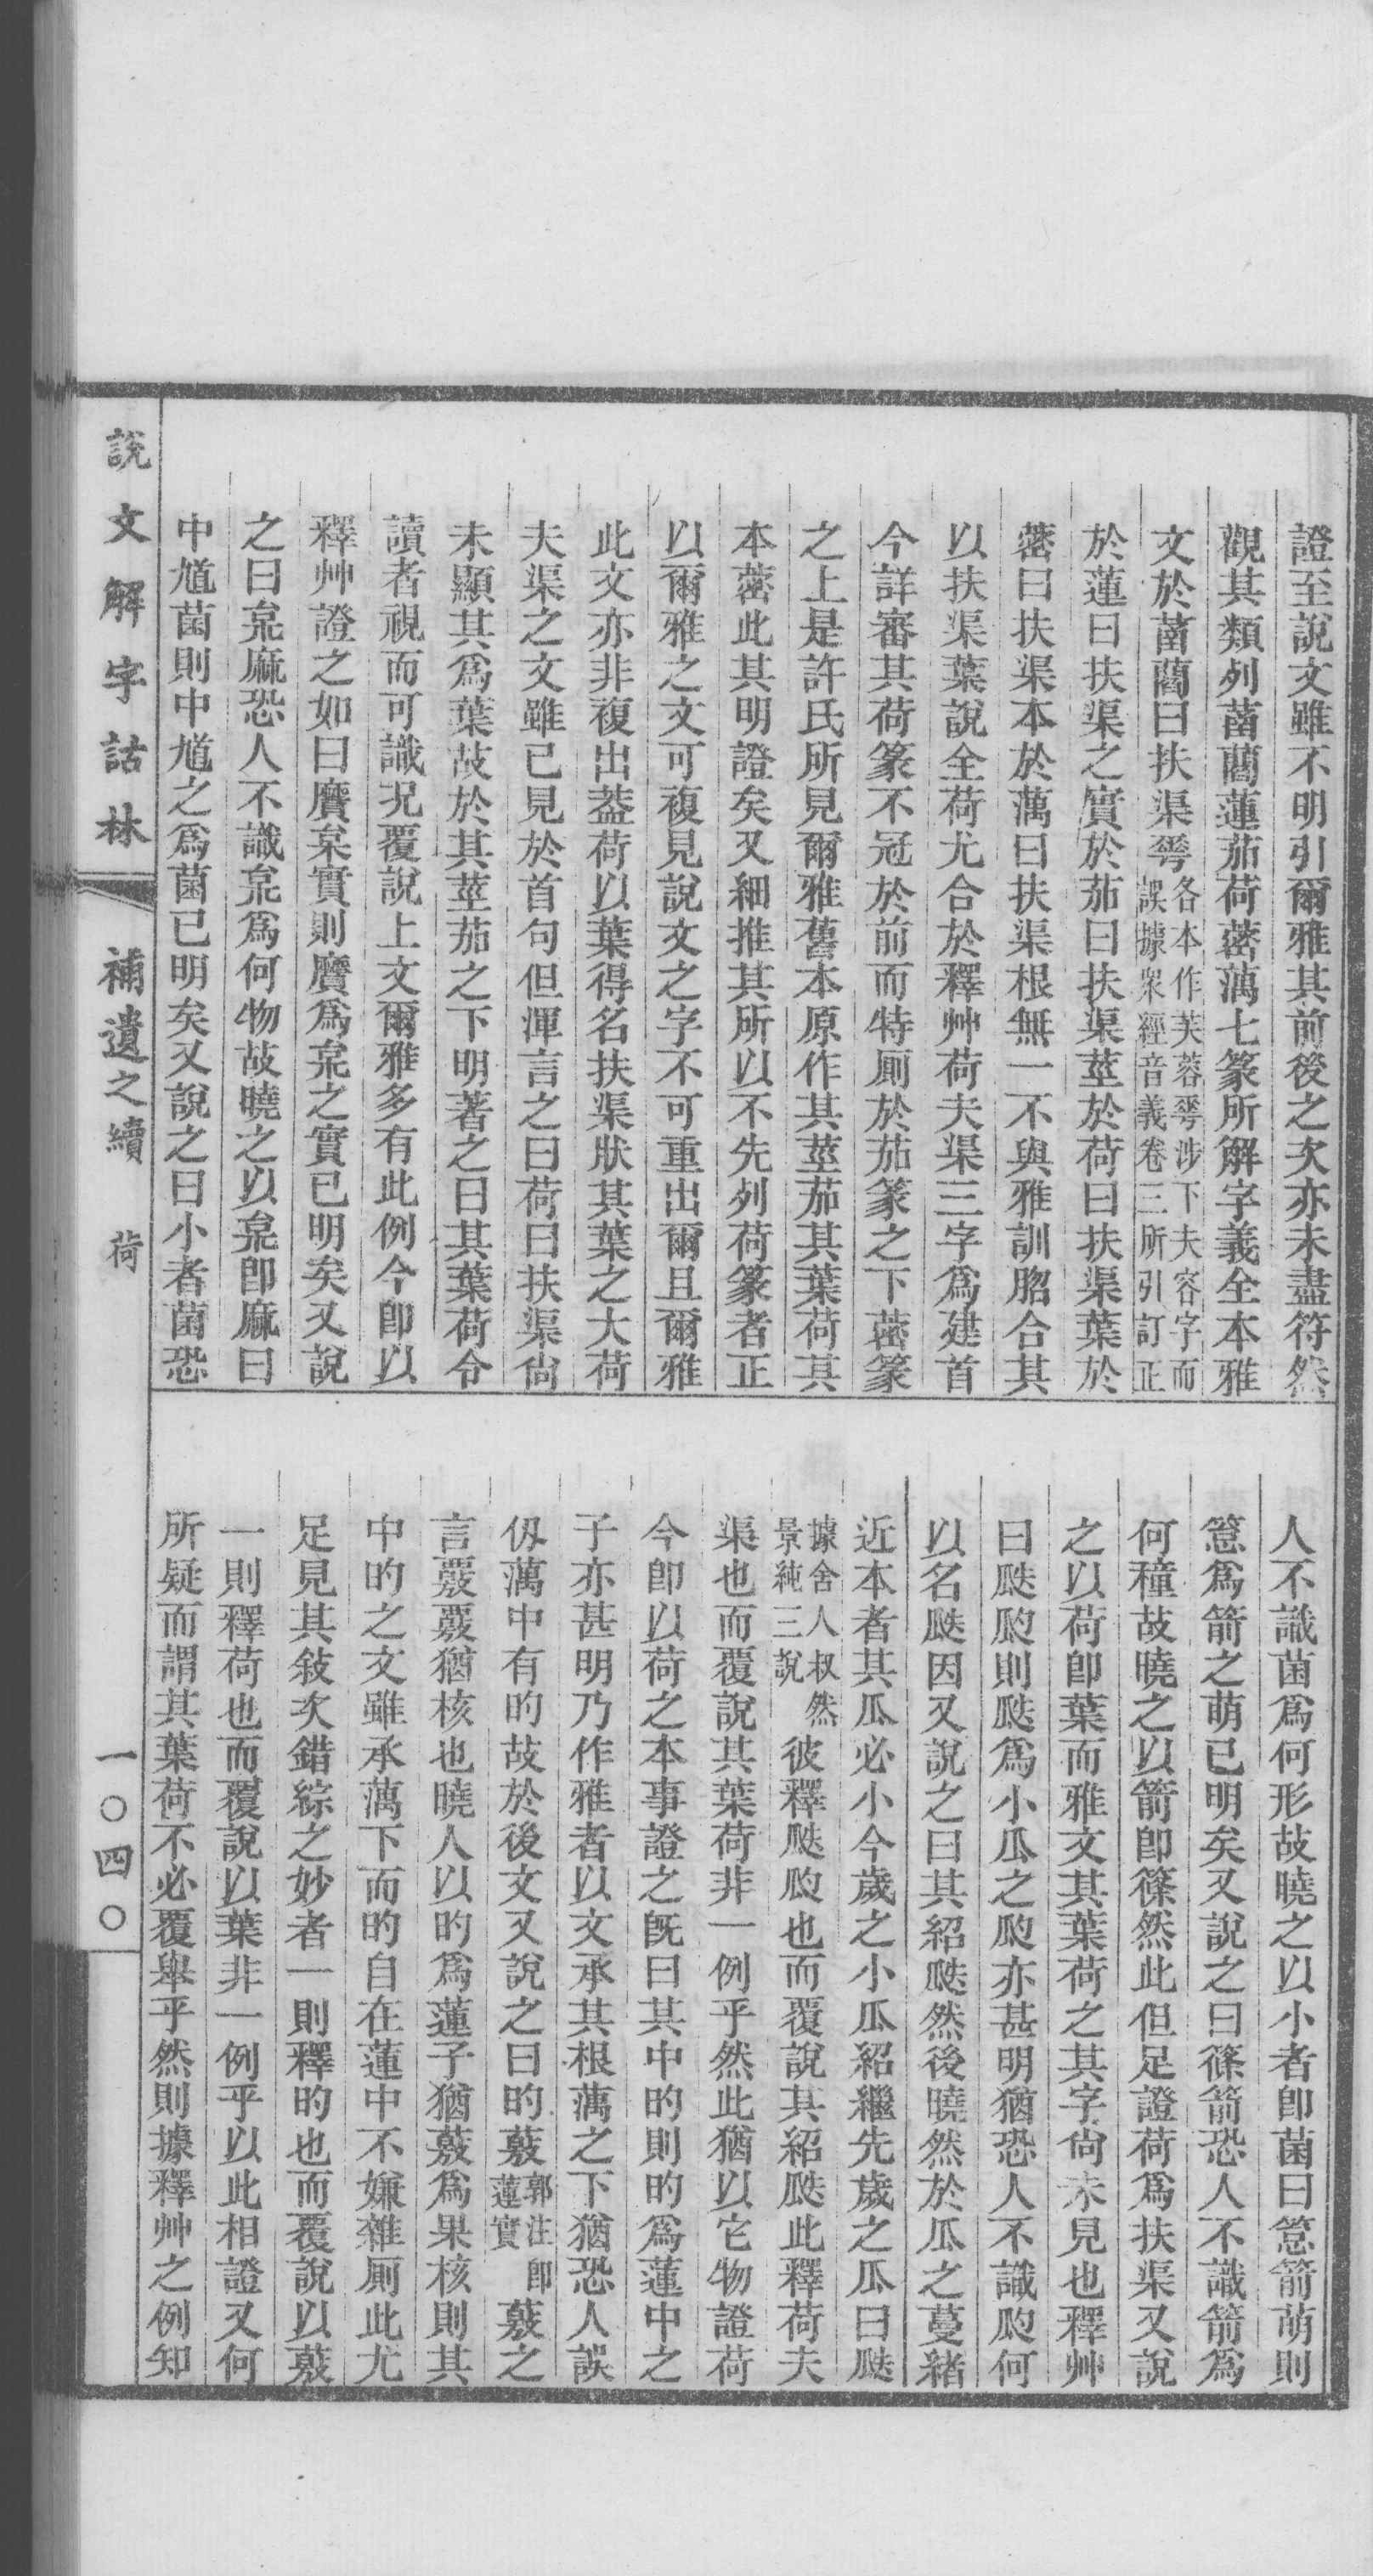 證至說文雖不明引爾雅其前後之次亦未盡符然
觀其類列菡藺蓮茄荷蔤蕅七篆所解字義全本雅
文於菡藺曰扶渠䔢各本作芙蓉䔢涉下夫容字而誤據衆經音義卷三所引訂正
於蓮曰扶渠之實於茄曰扶渠莖於荷曰扶渠葉於
蔤曰扶渠本於蕅曰扶渠根無一不與雅訓脗合其
以扶渠葉說全荷尤合於釋艸荷夫渠三字爲建首
今詳審其荷篆不冠於前而特厠於茄篆之下蔤篆
之上是許氏所見爾雅舊本原作其莖茄其葉荷其
本蔤此其明證矣又細推其所以不先列荷篆者正
以爾雅之文可複見說文之字不可重出爾且爾雅
此文亦非複出葢荷以葉得名扶渠狀其葉之大荷
夫渠之文雖已見於首句但渾言之曰荷曰扶渠尙
未顯其爲葉故於其莖茄之下明著之曰其葉荷令
讀者視而可識況覆說上文爾雅多有此例今卽以
釋艸證之如曰黂枲實則黂爲枲之實已明矣又說
之曰枲麻恐人不識枲爲何物故曉之以枲卽麻曰
中馗菌則中馗之爲菌已明矣又說之曰小者菌恐
人不識菌爲何形故曉之以小者卽菌曰䈚箭萌則
䈚爲箭之萌已明矣又說之曰篠箭恐人不識箭爲
何種故曉之以箭卽篠然此但足證荷爲扶渠又說
之以荷卽葉而雅文其葉荷之其字尙未見也釋艸
曰瓞瓝則瓞爲小瓜之瓝亦甚明猶恐人不識瓝何
以名瓞因又說之曰其紹瓞然後曉然於瓜之蔓緒
近本者其瓜必小今歲之小瓜紹繼先歲之瓜曰瓞
據舍人叔然景純三說彼釋瓞瓝也而覆說其紹瓞此釋荷夫
渠也而覆說其葉荷非一例乎然此猶以它物證荷
今卽以荷之本事證之旣曰其中的則的爲蓮中之
子亦甚明乃作雅者以文承其根蕅之下猶恐人誤
仞蕅中有的故於後文又說之曰的薂郭注卽蓮實薂之
言覈覈猶核也曉人以的爲蓮子猶薂爲果核則其
中的之文雖承蕅下而的自在蓮中不嫌雜厠此尤
足見其敍次錯綜之妙者一則釋的也而覆說以薂
一則釋荷也而覆說以葉非一例乎以此相證又何
所疑而謂其葉荷不必覆舉乎然則據釋艸之例知
說文解字詁林　補遺之續　荷　一〇四〇